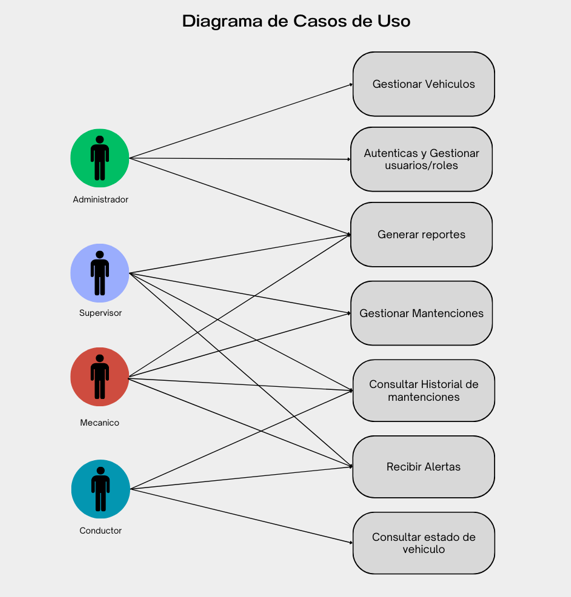 Diagrama de Casos de Uso
Gestionar Vehiculos
Autenticas y Gestionar
usuarios/roles
Administrador
Generar reportes
Supervisor
Gestionar Mantenciones
Consultar Historial de
mantenciones
Mecanico
Recibir Alertas
Conductor
Consultar estado de
vehiculo